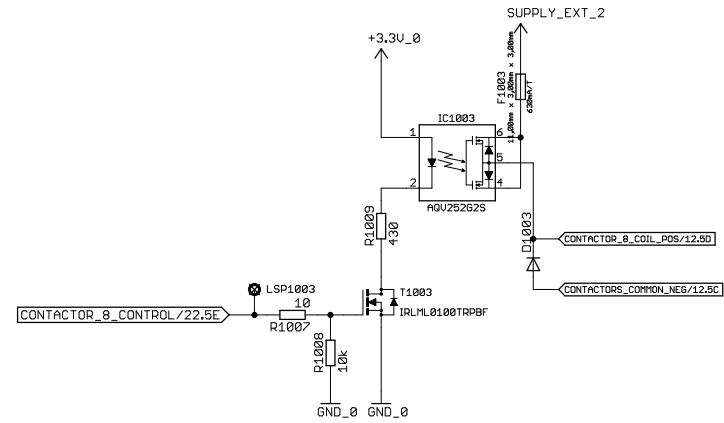 SUPPLY_EXT_2
+3.3V_0
F1003
11,00mm × 3,00mm × 3,00mm
630mA/T
IC1003
1
6
5
2
4
AQV252G2S
R1009
430
D1003
CONTACTOR_8_COIL_POS/12.5D
LSP1003
T1003
CONTACTORS_COMMON_NEG/12.5C
10
IRLML0100TRPBF
CONTACTOR_8_CONTROL/22.5E
R1007
R1008
10k
GND_0
GND_0